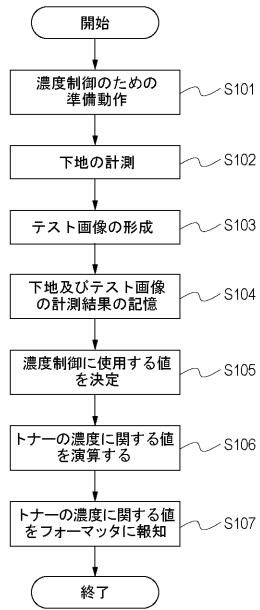 開始
濃度制御のための
準備動作
S101
下地の計測
S102
テスト画像の形成
S103
下地及びテスト画像
の計測結果の記憶
S104
濃度制御に使用する値
を決定
S105
トナーの濃度に関する値
を演算する
S106
トナーの濃度に関する値
をフォーマッタに報知
S107
終了